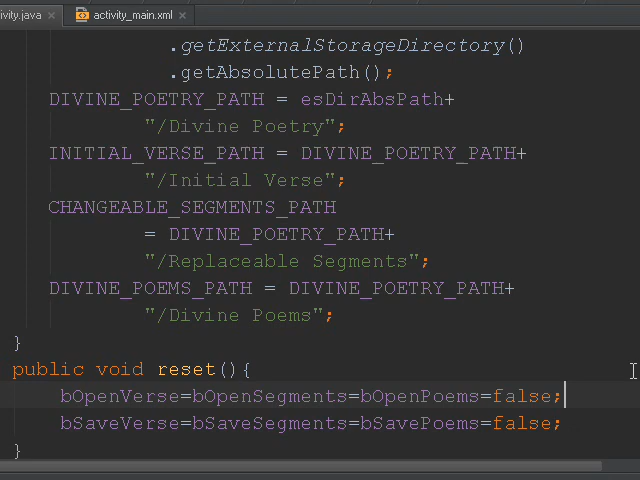 ivity.java × activity_main.xml ×
.getExternalStorageDirectory()
.getAbsolutePath();
DIVINE_POETRY_PATH = esDirAbsPath+
"/Divine Poetry";
INITIAL_VERSE_PATH = DIVINE_POETRY_PATH+
"/Initial Verse";
CHANGEABLE_SEGMENTS_PATH
= DIVINE_POETRY_PATH+
"/Replaceable Segments";
DIVINE_POEMS_PATH = DIVINE_POETRY_PATH+
"/Divine Poems";
}
public void reset(){
bOpenVerse=bOpenSegments=bOpenPoems=false;
bSaveVerse=bSaveSegments=bSavePoems=false;
}